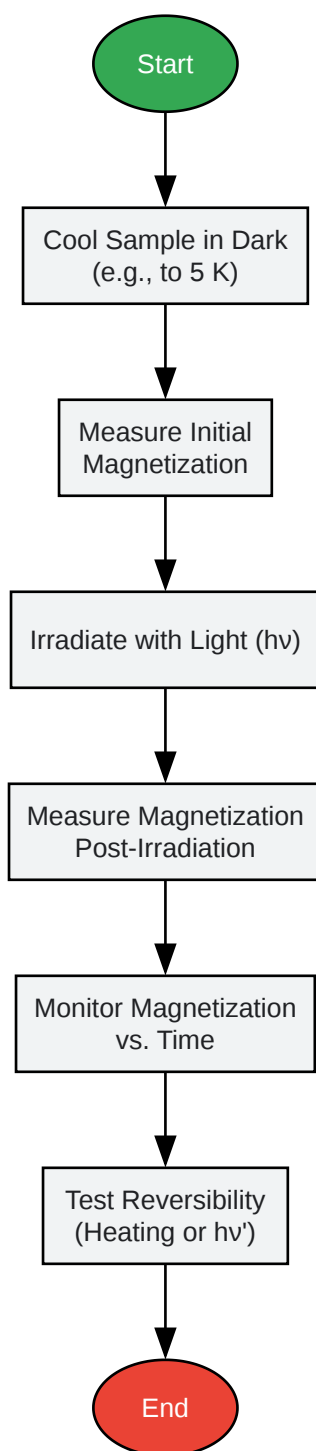 Start
Cool Sample in Dark
(e.g., to 5 K)
Measure Initial
Magnetization
Irradiate with Light (hν)
Measure Magnetization
Post-Irradiation
Monitor Magnetization
vs. Time
Test Reversibility
(Heating or hν')
End